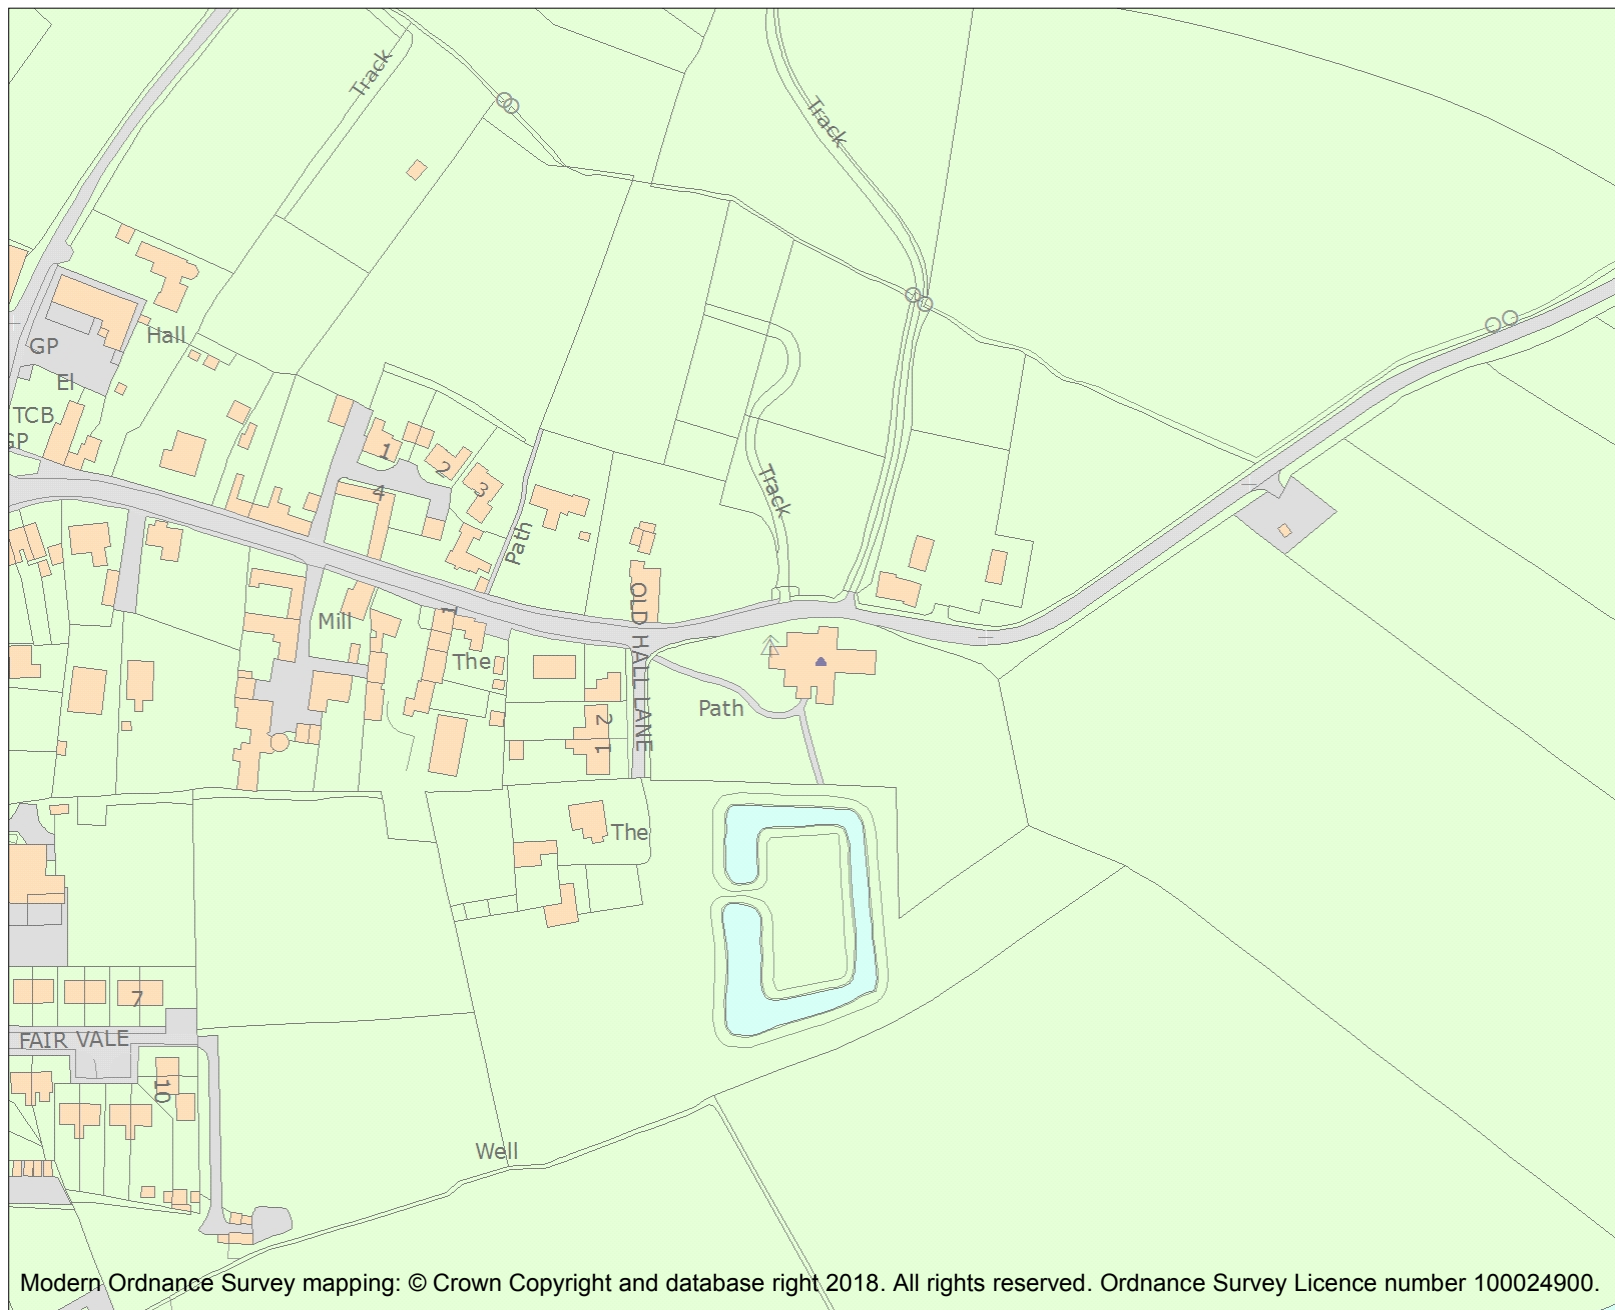 Track
Track
Hall
GP
El
TCB
GP
1
2
3
4
Track
Path
OLD HALL LANE
Mill
1
The
Path
2
1
The
7
FAIR VALE
10
Well
Modern Ordnance Survey mapping: © Crown Copyright and database right 2018. All rights reserved. Ordnance Survey Licence number 100024900.